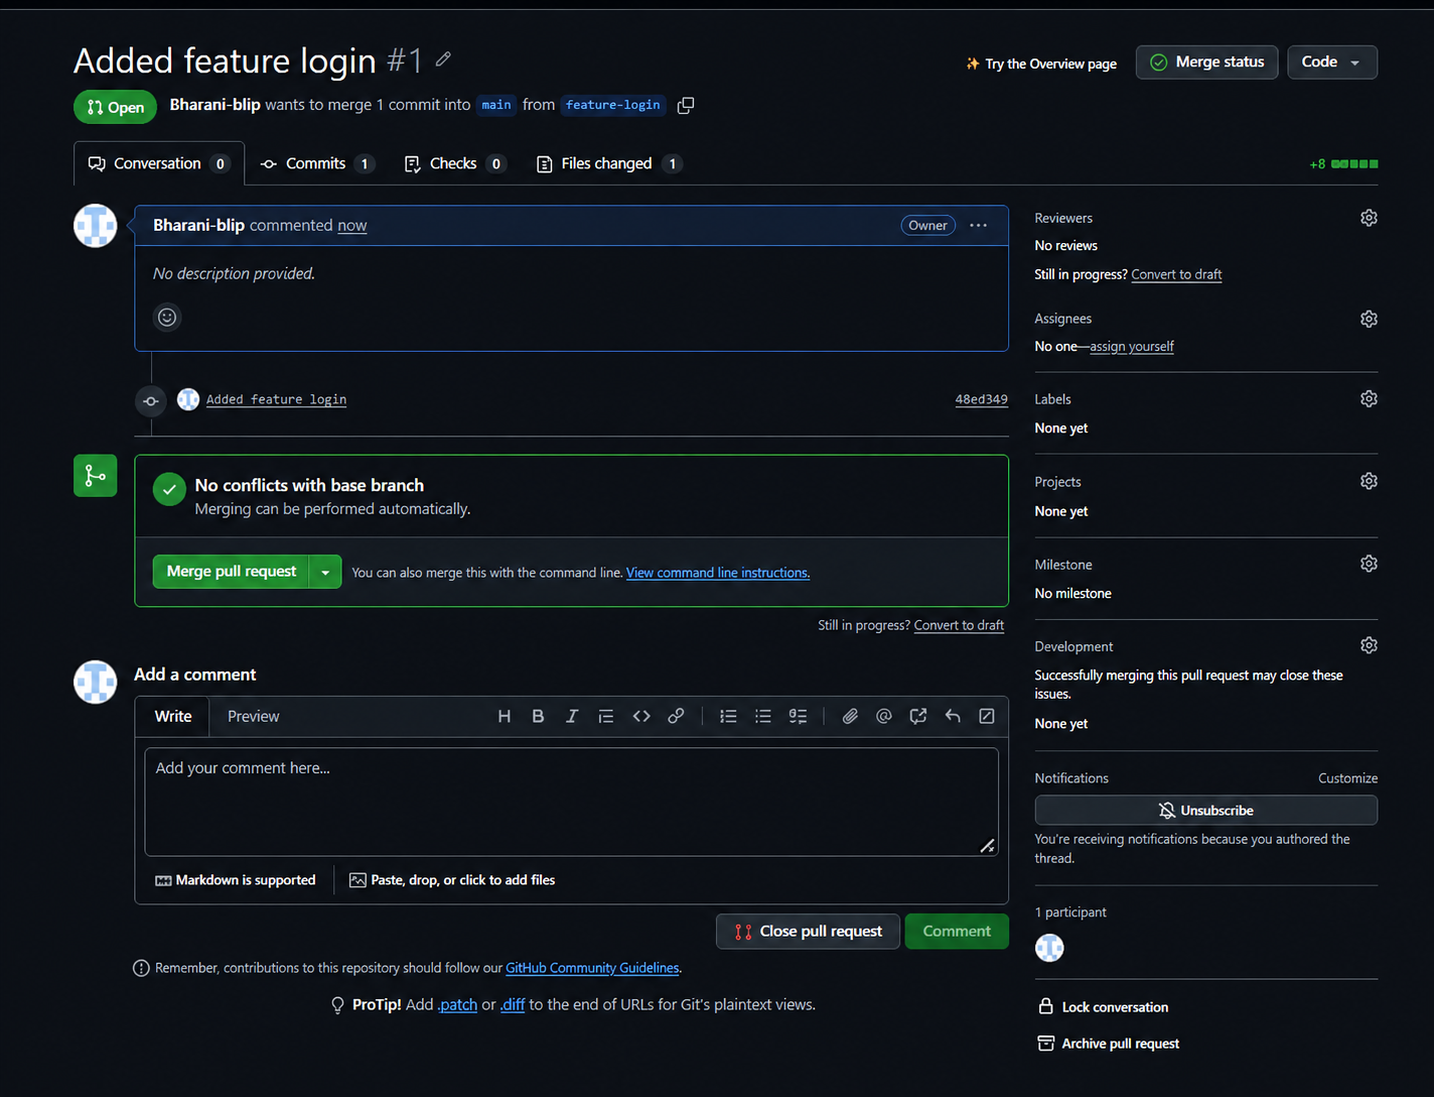 Added feature login #1
Try the Overview page
Merge status
Code
Open
Bharani-blip wants to merge 1 commit into main from feature-login
Conversation 0
Commits 1
Checks 0
Files changed 1
+8
Bharani-blip commented now
Owner
No description provided.
Added feature login
48ed349
No conflicts with base branch
Merging can be performed automatically.
Merge pull request
You can also merge this with the command line. View command line instructions.
Still in progress? Convert to draft
Add a comment
Write
Preview
Add your comment here...
Markdown is supported
Paste, drop, or click to add files
Close pull request
Comment
Remember, contributions to this repository should follow our GitHub Community Guidelines.
ProTip! Add .patch or .diff to the end of URLs for Git's plaintext views.
Reviewers
No reviews
Still in progress? Convert to draft
Assignees
No one—assign yourself
Labels
None yet
Projects
None yet
Milestone
No milestone
Development
Successfully merging this pull request may close these
issues.
None yet
Notifications
Customize
Unsubscribe
You're receiving notifications because you authored the
thread.
1 participant
Lock conversation
Archive pull request